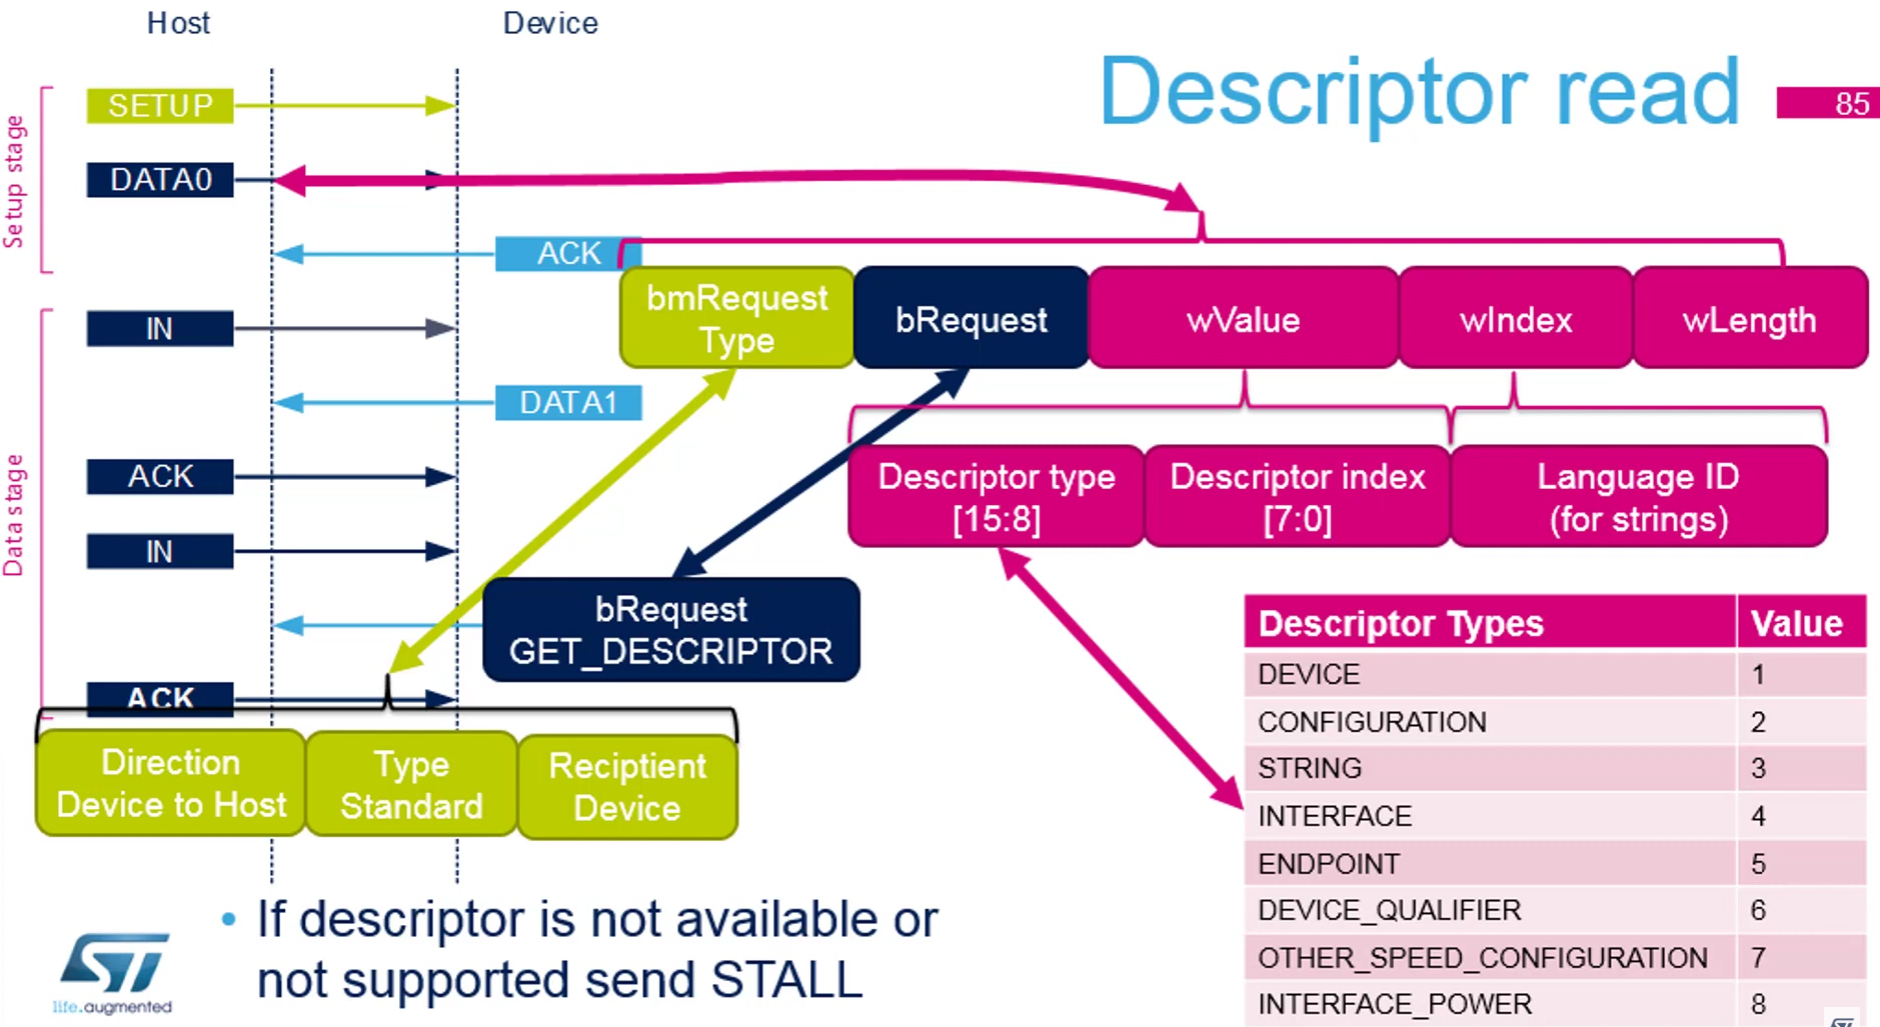 Host
Device
Descriptor read
85
Setup stage
SETUP
DATA0
ACK
Data stage
IN
DATA1
ACK
IN
ACK
bmRequest
Type
bRequest
wValue
wIndex
wLength
Descriptor type
[15:8]
Descriptor index
[7:0]
Language ID
(for strings)
bRequest
GET_DESCRIPTOR
Direction
Device to Host
Type
Standard
Reciptient
Device
Descriptor Types Value
DEVICE 1
CONFIGURATION 2
STRING 3
INTERFACE 4
ENDPOINT 5
DEVICE_QUALIFIER 6
OTHER_SPEED_CONFIGURATION 7
INTERFACE_POWER 8
• If descriptor is not available or
not supported send STALL
ST
life.augmented